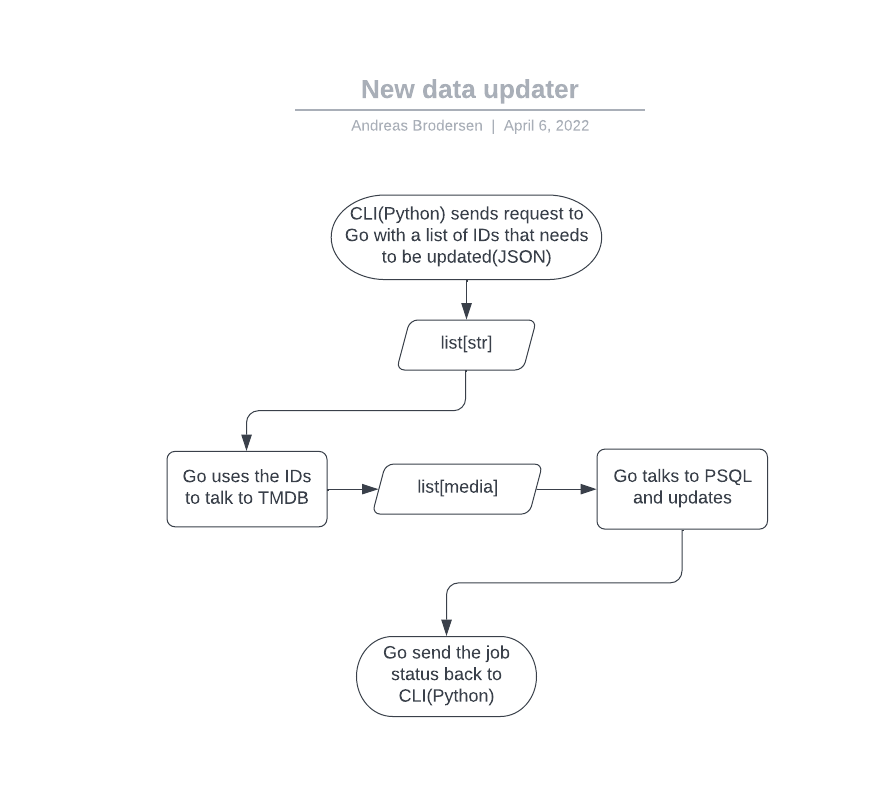 New data updater
Andreas Brodersen | April 6, 2022
CLI(Python) sends request to
Go with a list of IDs that needs
to be updated(JSON)
list[str]
Go uses the IDs
to talk to TMDB
list[media]
Go talks to PSQL
and updates
Go send the job
status back to
CLI(Python)